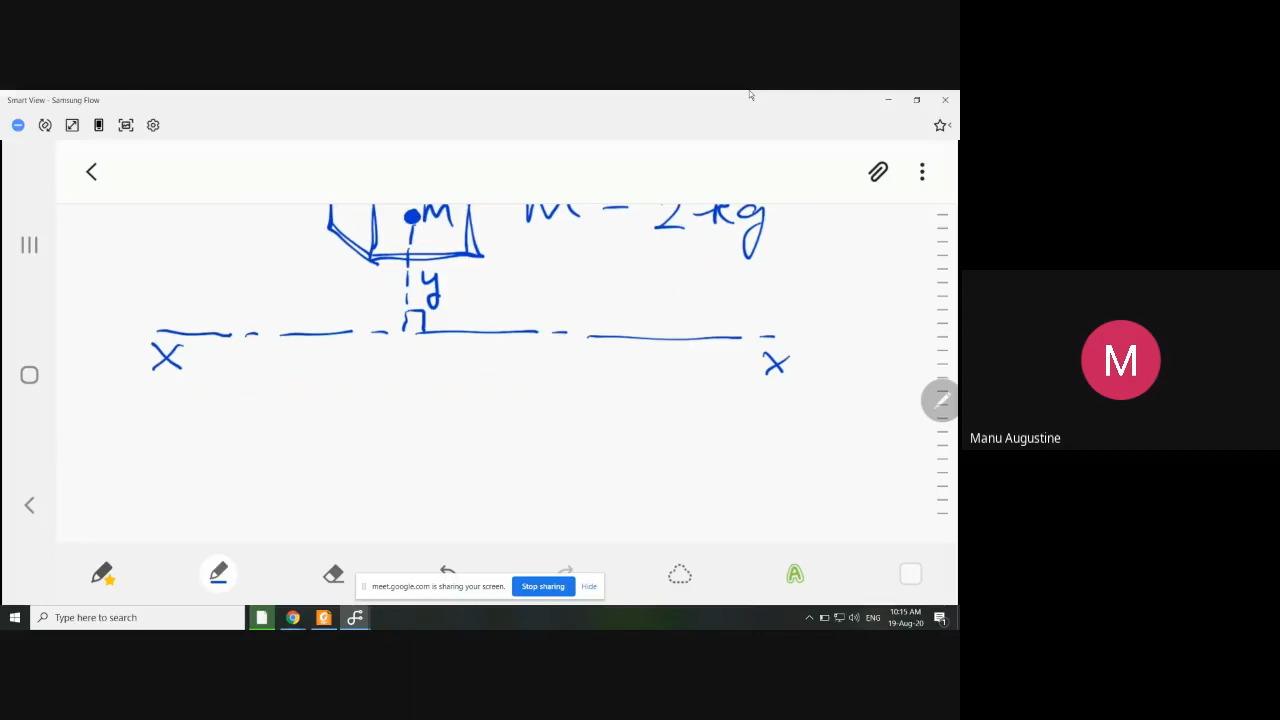 Smart View - Samsung Flow
M M = 2 kg
y
X x
M
Manu Augustine
meet.google.com is sharing your screen. Stop sharing Hide
Type here to search
ENG
10:15 AM
19-Aug-20
1
A